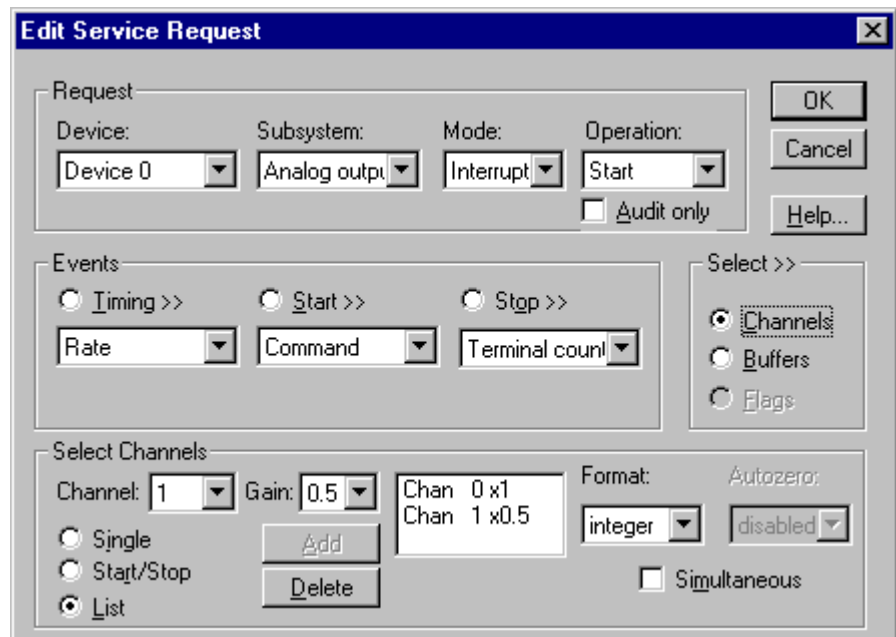 Edit Service Request
Request
OK
Device: Subsystem: Mode: Operation:
Device 0 Analog outpu Interrupt Start
Cancel
Audit only
Help...
Events
Select >>
Timing >> Start >> Stop >>
Channels
Rate Command Terminal count
Buffers
Flags
Select Channels
Channel: 1 Gain: 0.5
Chan 0 x1
Chan 1 x0.5
Format: Autozero:
integer disabled
Single
Add
Start/Stop
Simultaneous
Delete
List